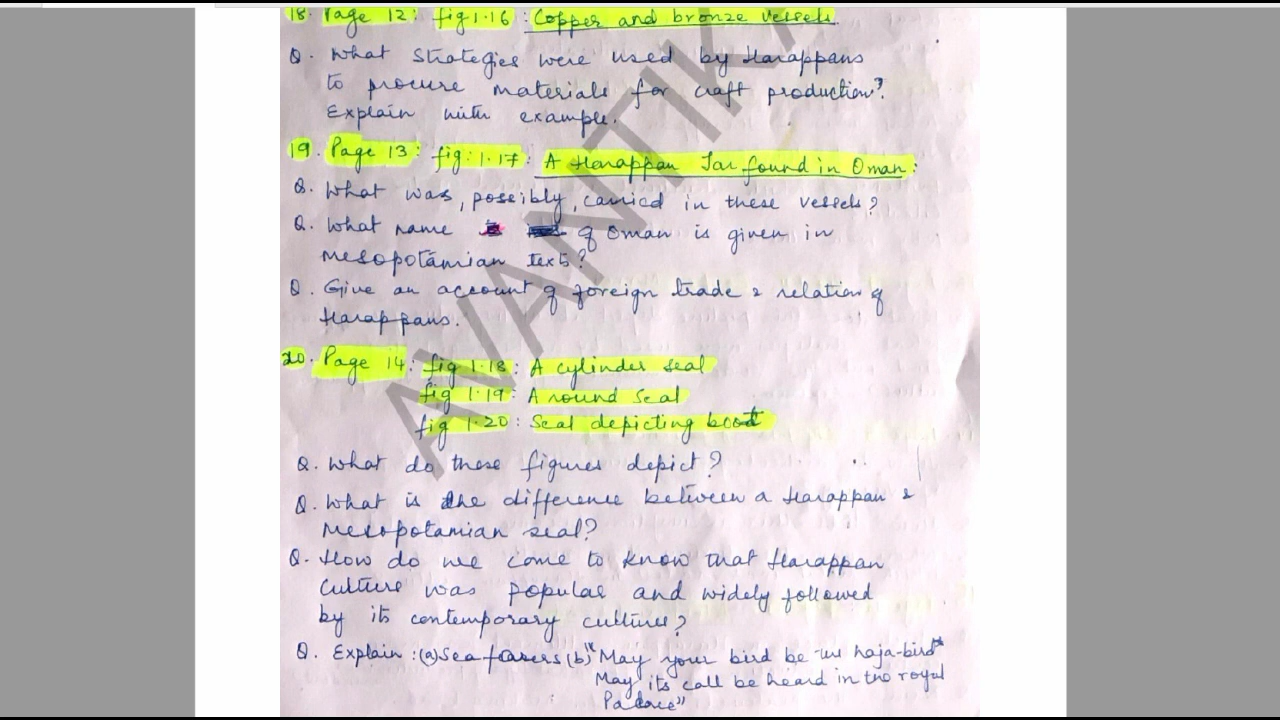 18. Page 12: fig 1.16: Copper and bronze vessels
Q. What strategies were used by Harappans
to procure materials for craft production?
Explain with example.
19. Page 13: fig: 1.17: A Harappan Jar found in Oman:
Q. What was, possibly, carried in these vessels?
Q. What name of Oman is given in
Mesopotamian texts?
Q. Give an account of foreign trade & relation of
Harappans.
20. Page 14: fig 1.18: A cylinder seal
fig 1.19: A round seal
fig 1.20: Seal depicting boat
Q. What do these figures depict?
Q. What is the difference between a Harappan &
Mesopotamian seal?
Q. How do we come to know that Harappan
Culture was popular and widely followed
by its contemporary cultures?
Q. Explain: (a) Sea farers (b) "May your bird be the haja-bird"
May its call be heard in the royal
Palace"